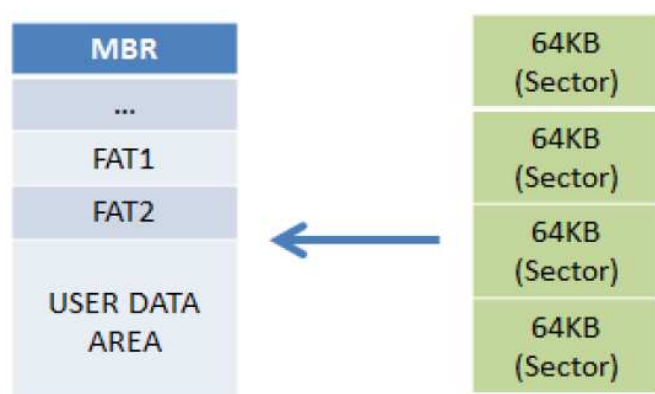 MBR
...
FAT1
FAT2
USER DATA
AREA
64KB
(Sector)
64KB
(Sector)
64KB
(Sector)
64KB
(Sector)